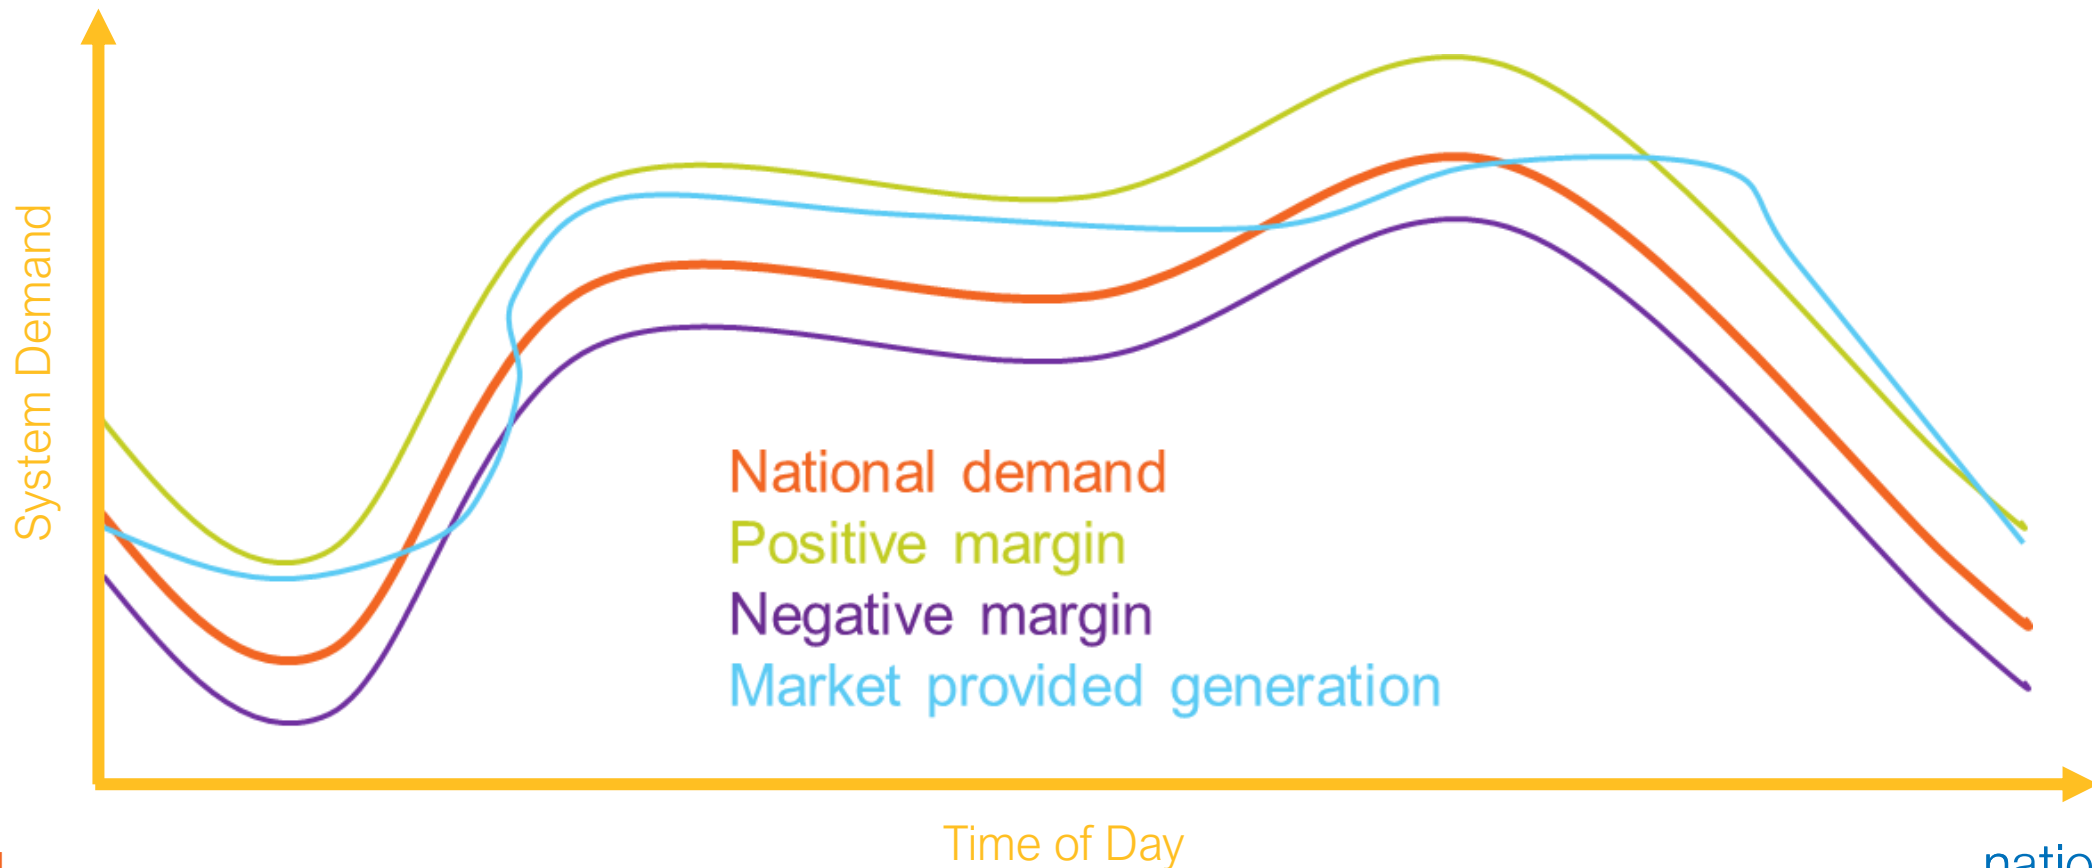 System Demand
National demand
Positive margin
Negative margin
Market provided generation
Time of Day